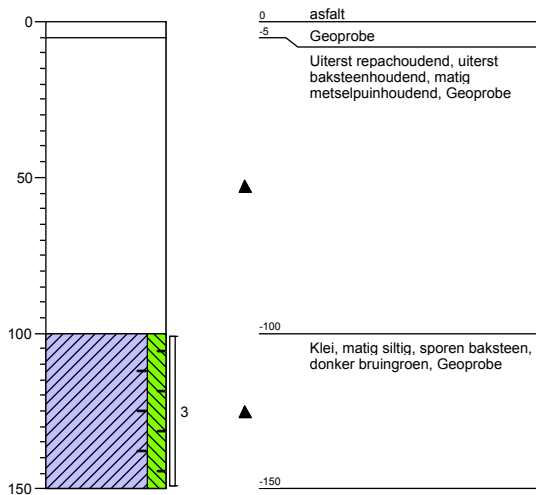 0
50
100
150
3
0
asfalt
-5
Geoprobe
Uiterst repachoudend, uiterst
baksteenhoudend, matig
metselpuinhoudend, Geoprobe
-100
Klei, matig siltig, sporen baksteen,
donker bruingroen, Geoprobe
-150